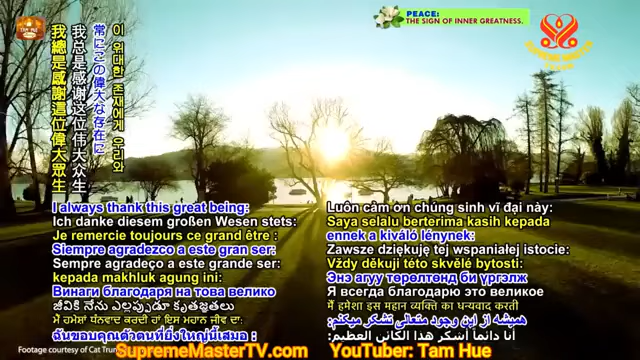 PEACE:
THE SIGN OF INNER GREATNESS.
SUPREME MASTER
이 위대한 존재에게 우리와
常にこの偉大な存在に
我总是感谢这位伟大众生
我總是感謝這位偉大眾生
I always thank this great being:
Ich danke diesem großen Wesen stets:
Je remercie toujours ce grand être :
Siempre agradezco a este gran ser:
Sempre agradeço a este grande ser:
kepada makhluk agung ini:
Винаги благодаря на това велико
జీవికి నేను ఎల్లప్పుడూ కృతజ్ఞతలు
ਮੈਂ ਹਮੇਸ਼ਾਂ ਧੰਨਵਾਦ ਕਰਦੀ ਹਾਂ ਇਸ ਮਹਾਨ ਜੀਵ ਦਾ:
ฉันขอบคุณตัวตนที่ยิ่งใหญ่นี้เสมอ :
Luôn cảm ơn chúng sinh vĩ đại này:
Saya selalu berterima kasih kepada
ennek a kiváló lénynek:
Zawsze dziękuję tej wspaniałej istocie:
Vždy děkuji této skvělé bytosti:
Энэ агуу төрөлтөнд би үргэлж
Я всегда благодарю это великое
मैं हमेशा इस महान व्यक्ति का धन्यवाद करती
همیشه از این وجود متعالی تشکر میکنم:
أنا دائماً أشكر هذا الكائن العظيم:
Footage courtesy of Cat Trun
SupremeMasterTV.com YouTuber: Tam Hue